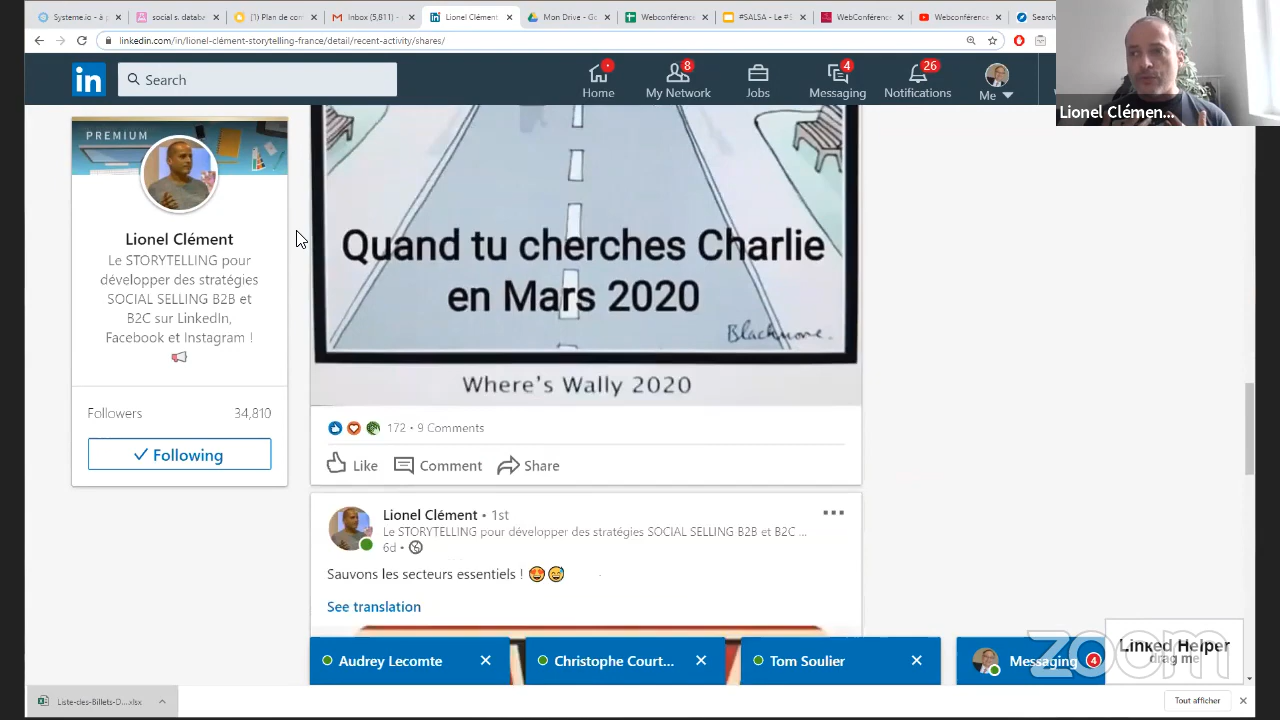 Systeme.io - à p
social s. databa
(1) Plan de com
Inbox (5,811) -
Lionel Clément
Mon Drive - Go
Webconférence
#SALSA - Le #S
WebConférenc
Webconférence
Search
linkedin.com/in/lionel-clément-storytelling-france/detail/recent-activity/shares/
in
Search
Home
8
My Network
Jobs
4
Messaging
26
Notifications
Me
Lionel Clémen...
PREMIUM
Lionel Clément
Le STORYTELLING pour
développer des stratégies
SOCIAL SELLING B2B et
B2C sur LinkedIn,
Facebook et Instagram !
Followers 34,810
Following
Quand tu cherches Charlie
en Mars 2020
Blackmore.
Where's Wally 2020
172 • 9 Comments
Like Comment Share
Lionel Clément • 1st
Le STORYTELLING pour développer des stratégies SOCIAL SELLING B2B et B2C ...
6d •
Sauvons les secteurs essentiels ! 😍😅
See translation
Audrey Lecomte
Christophe Court...
Tom Soulier
Messaging 4
Linked Helper
drag me
zoom
Liste-des-Billets-D....xlsx
Tout afficher